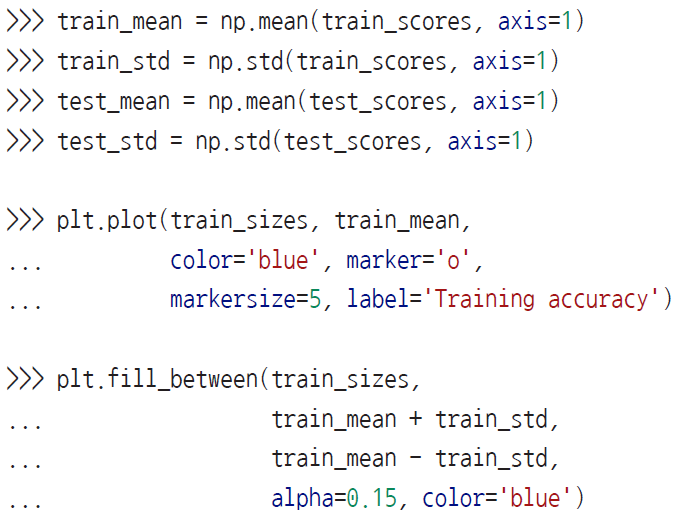 >>> train_mean = np.mean(train_scores, axis=1)
>>> train_std = np.std(train_scores, axis=1)
>>> test_mean = np.mean(test_scores, axis=1)
>>> test_std = np.std(test_scores, axis=1)
>>> plt.plot(train_sizes, train_mean,
...          color='blue', marker='o',
...          markersize=5, label='Training accuracy')
>>> plt.fill_between(train_sizes,
...                  train_mean + train_std,
...                  train_mean - train_std,
...                  alpha=0.15, color='blue')